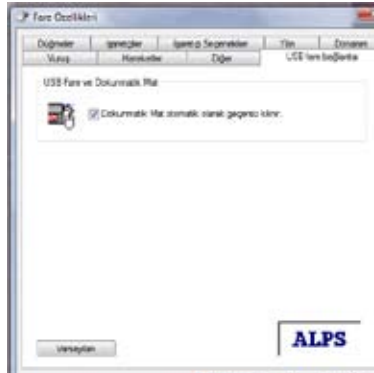 Fare Özellikleri
Düğmeler İşaretçiler İşaretçi Seçenekleri Donanım
Vuruş Hareketler Diğer USB fare bağlantısı
USB Fare ve Dokunmatik Mat
Dokunmatik Mat otomatik olarak geçersiz kılınır.
Varsayılan
ALPS